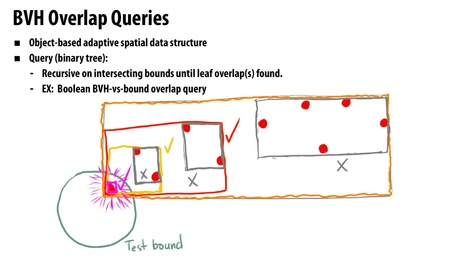 BVH Overlap Queries
Object-based adaptive spatial data structure
Query (binary tree):
- Recursive on intersecting bounds until leaf overlap(s) found.
- EX: Boolean BVH-vs-bound overlap query
X
X
X
Test bound